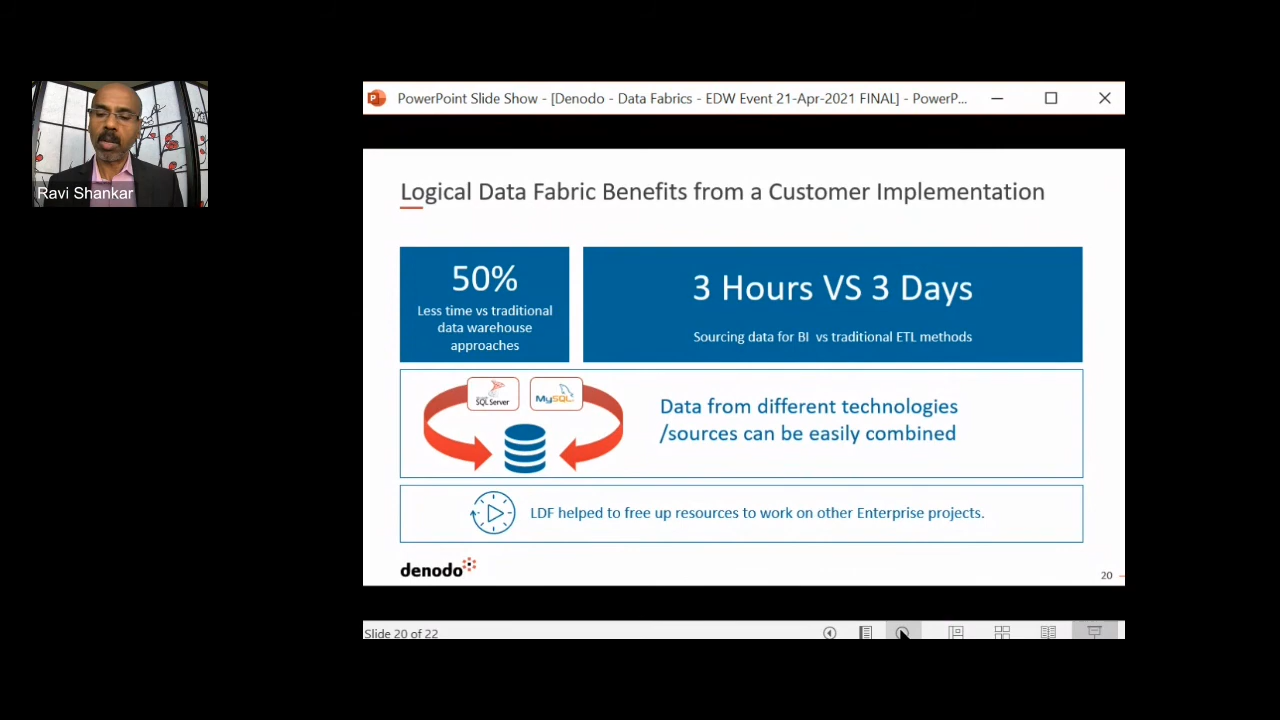 PowerPoint Slide Show - [Denodo - Data Fabrics - EDW Event 21-Apr-2021 FINAL] - PowerP...
Ravi Shankar
Logical Data Fabric Benefits from a Customer Implementation
50%
Less time vs traditional
data warehouse
approaches
3 Hours VS 3 Days
Sourcing data for BI vs traditional ETL methods
SQL Server
MySQL
Data from different technologies
/sources can be easily combined
LDF helped to free up resources to work on other Enterprise projects.
denodo
20
Slide 20 of 22